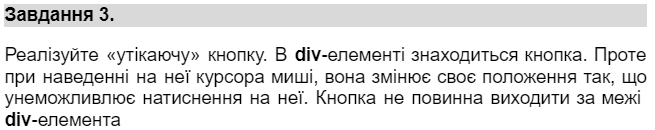 Завдання 3.
Реалізуйте «утікаючу» кнопку. В div-елементі знаходиться кнопка. Проте
при наведенні на неї курсора миші, вона змінює своє положення так, що
унеможливлює натиснення на неї. Кнопка не повинна виходити за межі
div-елемента